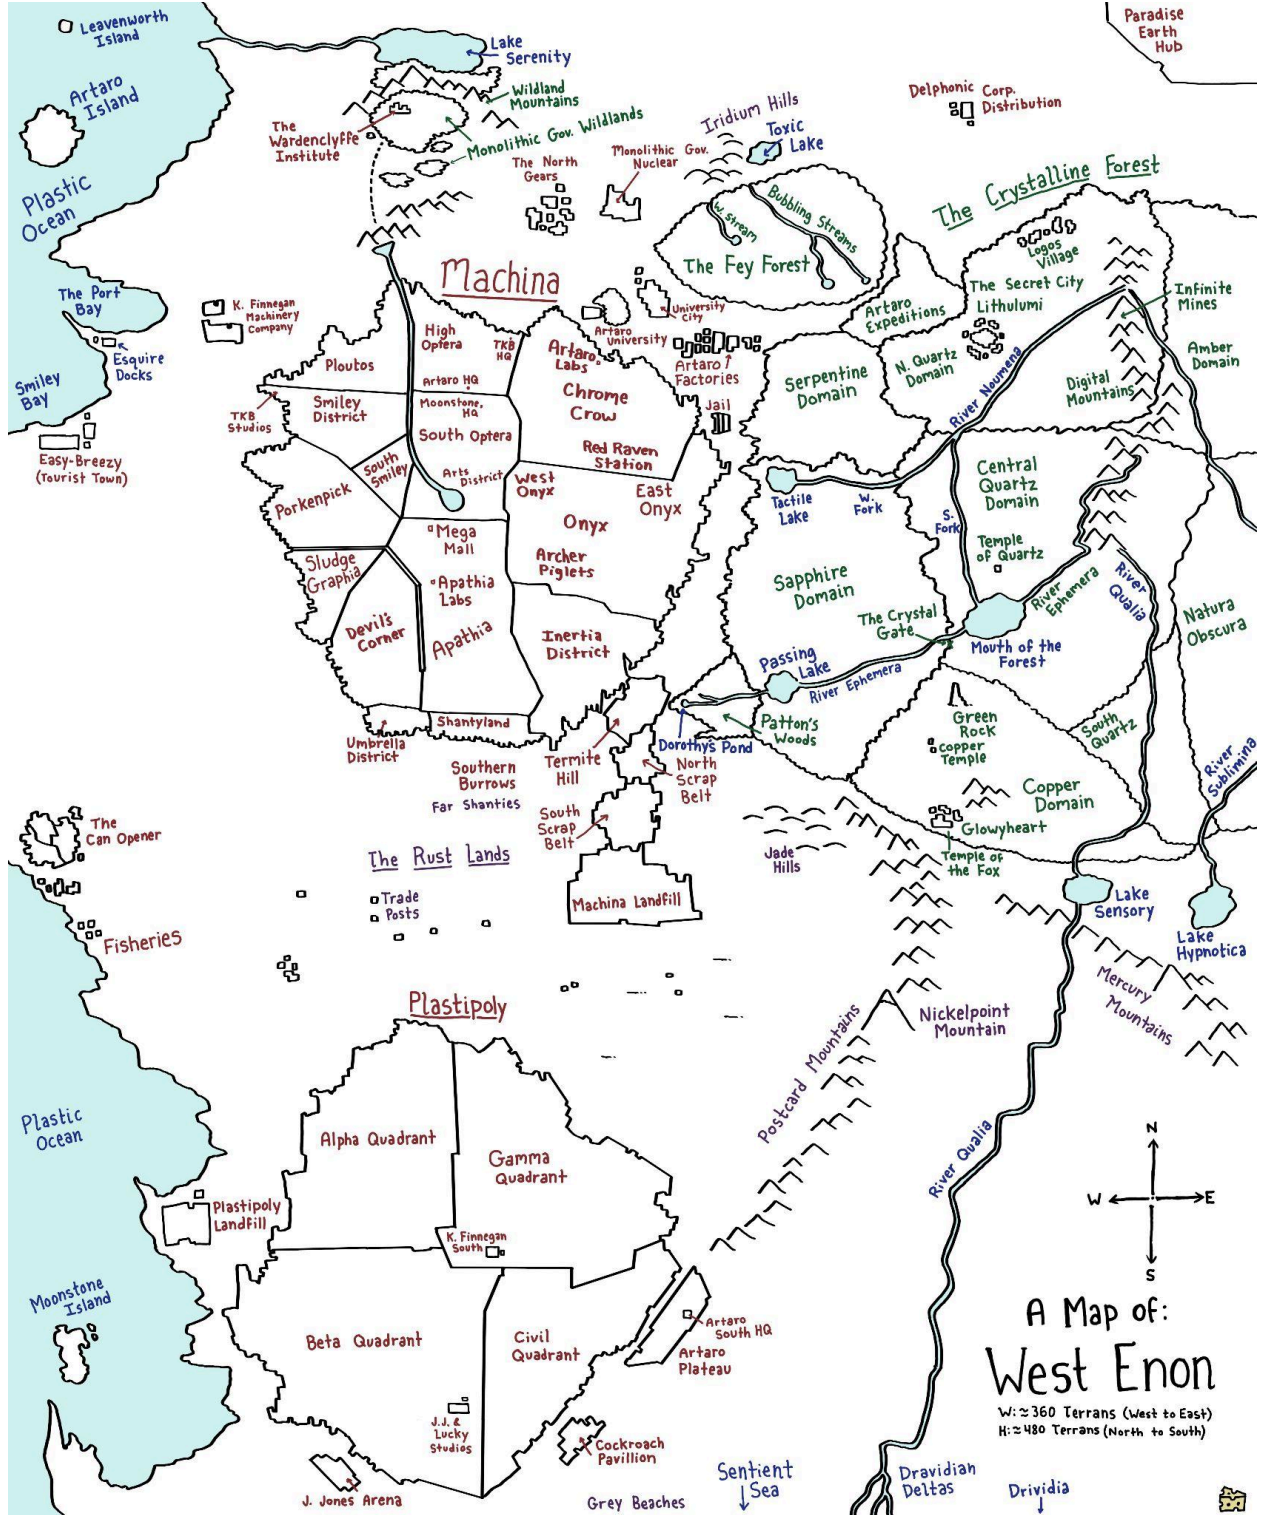 Leavenworth
Island
Artaro
Island
Plastic
Ocean
Lake
Serenity
Wildland
Mountains
The
Wardenclyffe
Institute
Monolithic Gov. Wildlands
The North
Gears
Monolithic Gov.
Nuclear
Iridium Hills
Toxic
Lake
Delphonic Corp.
Distribution
Paradise
Earth
Hub
The Crystalline Forest
W. Stream
Bubbling Streams
The Fey Forest
Logos
Village
The Secret City
Lithulumi
Infinite
Mines
Artaro
Expeditions
N. Quartz
Domain
River Noumena
Digital
Mountains
Amber
Domain
The Port
Bay
Esquire
Docks
Smiley
Bay
Easy-Breezy
(Tourist Town)
K. Finnegan
Machinery
Company
TKB
Studios
Machina
Ploutos
High
Optera
TKB
HQ
Artaro
Labs
Chrome
Crow
Artaro
University
University
City
Artaro
Factories
Jail
Artaro HQ
Moonstone
HQ
Smiley
District
South Optera
South
Smiley
Arts
District
Red Raven
Station
West
Onyx
East
Onyx
Onyx
Porkenpick
Mega
Mall
Archer
Piglets
Sludge
Graphia
Apathia
Labs
Devil's
Corner
Apathia
Inertia
District
Shantyland
Umbrella
District
Southern
Burrows
Far Shanties
Termite
Hill
North
Scrap
Belt
South
Scrap
Belt
Machina Landfill
Serpentine
Domain
Tactile
Lake
W.
Fork
S.
Fork
Central
Quartz
Domain
Temple
of Quartz
Sapphire
Domain
The Crystal
Gate
River
Ephemera
River
Qualia
Natura
Obscura
Mouth of the
Forest
Passing
Lake
River Ephemera
Dorothy's Pond
Patton's
Woods
Green
Rock
Copper
Temple
South
Quartz
Copper
Domain
Glowyheart
Temple of
the Fox
River
Sublimina
Jade
Hills
Lake
Sensory
Lake
Hypnotica
Mercury
Mountains
The
Can Opener
Fisheries
The Rust Lands
Trade
Posts
Nickelpoint
Mountain
Postcard Mountains
River Qualia
Plastipoly
Plastic
Ocean
Alpha Quadrant
Gamma
Quadrant
Plastipoly
Landfill
K. Finnegan
South
Moonstone
Island
Beta Quadrant
Civil
Quadrant
Artaro
South HQ
Artaro
Plateau
J.J. &
Lucky
Studios
J. Jones Arena
Cockroach
Pavillion
Grey Beaches
Sentient
Sea
Dravidian
Deltas
Drividia
N
W
E
S
A Map of:
West Enon
W: ≈360 Terrans (West to East)
H: ≈480 Terrans (North to South)